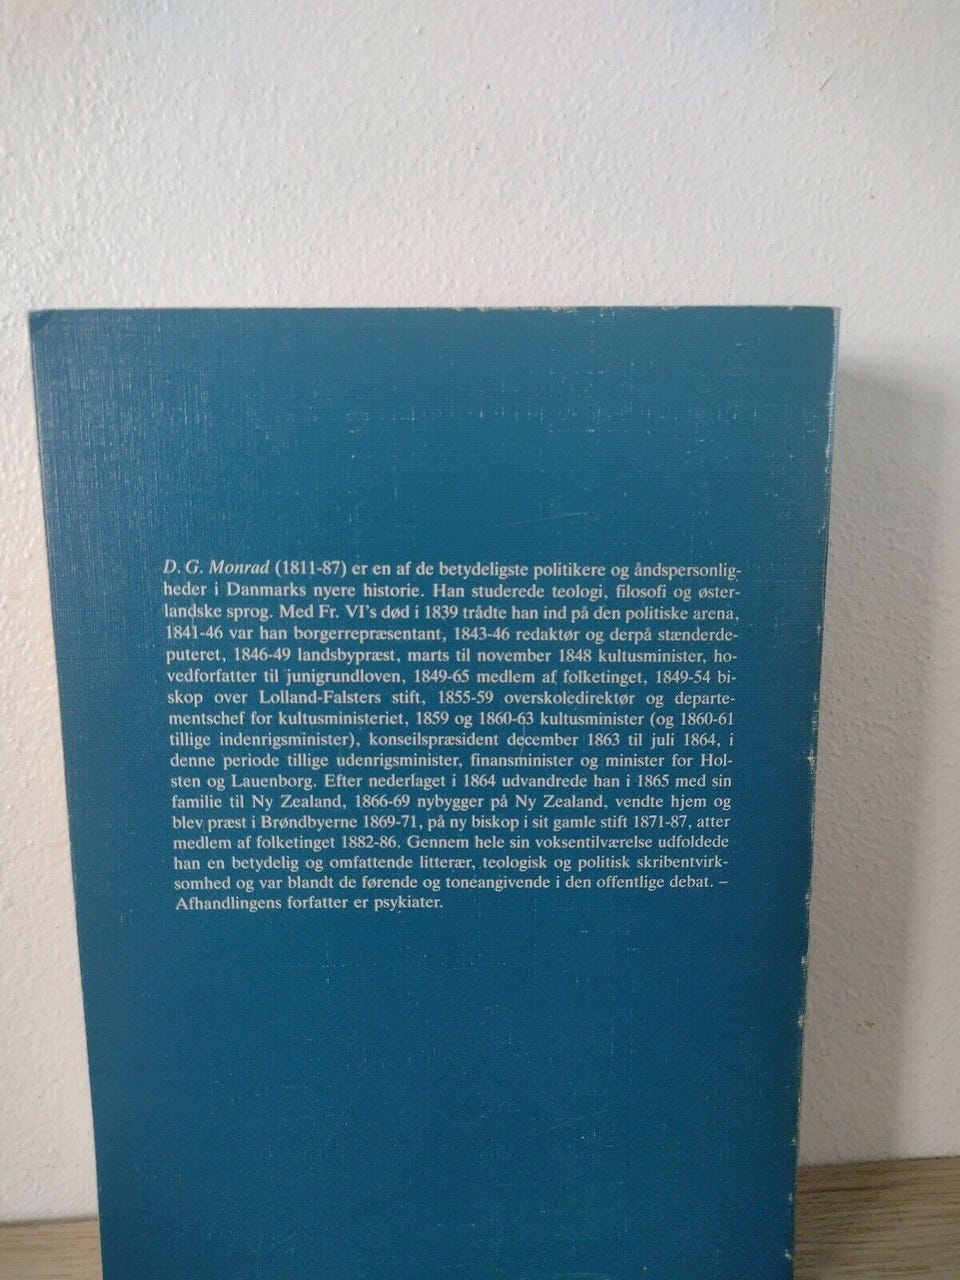 D. G. Monrad (1811-87) er en af de betydeligste politikere og åndspersonlig-
heder i Danmarks nyere historie. Han studerede teologi, filosofi og øster-
landske sprog. Med Fr. VI's død i 1839 trådte han ind på den politiske arena,
1841-46 var han borgerrepræsentant, 1843-46 redaktør og derpå stænderde-
puteret, 1846-49 landsbypræst, marts til november 1848 kultusminister, ho-
vedforfatter til junigrundloven, 1849-65 medlem af folketinget, 1849-54 bi-
skop over Lolland-Falsters stift, 1855-59 overskoledirektør og departe-
mentschef for kultusministeriet, 1859 og 1860-63 kultusminister (og 1860-61
tillige indenrigsminister), konseilspræsident december 1863 til juli 1864, i
denne periode tillige udenrigsminister, finansminister og minister for Hol-
sten og Lauenborg. Efter nederlaget i 1864 udvandrede han i 1865 med sin
familie til Ny Zealand, 1866-69 nybygger på Ny Zealand, vendte hjem og
blev præst i Brøndbyerne 1869-71, på ny biskop i sit gamle stift 1871-87, atter
medlem af folketinget 1882-86. Gennem hele sin voksentilværelse udfoldede
han en betydelig og omfattende litterær, teologisk og politisk skribentvirk-
somhed og var blandt de førende og toneangivende i den offentlige debat. –
Afhandlingens forfatter er psykiater.